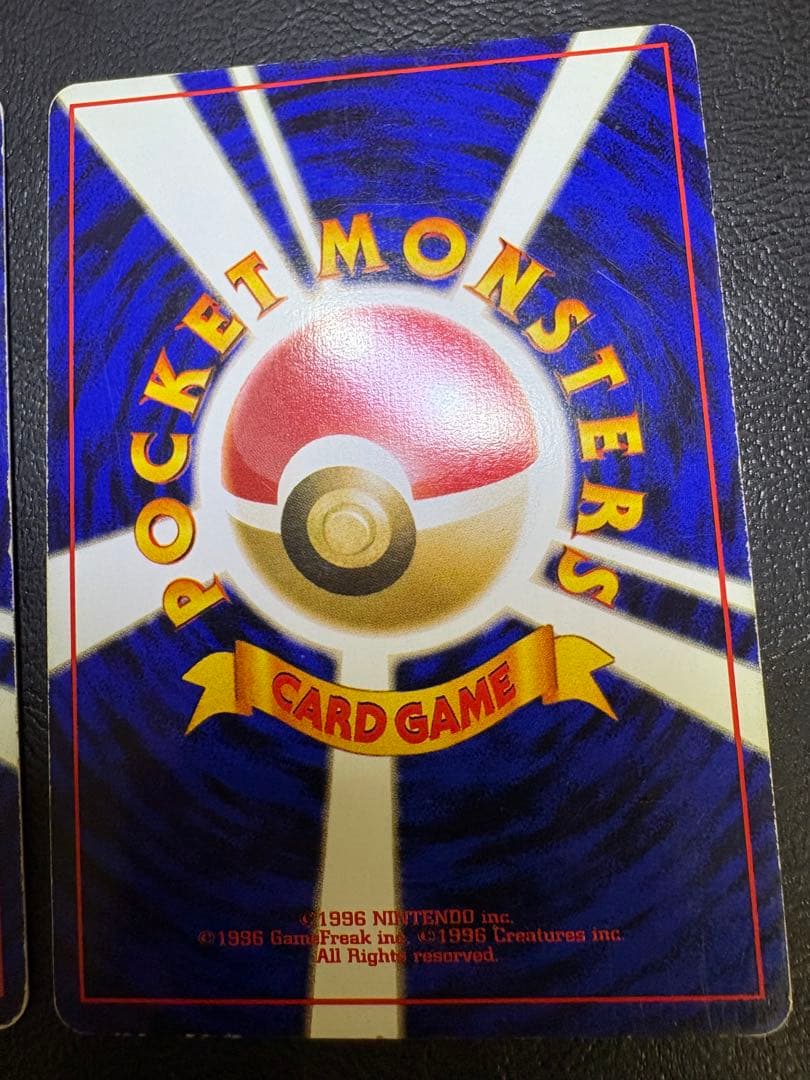 POCKET MONSTERS
CARD GAME
©1996 NINTENDO inc.
©1996 GameFreak inc. ©1996 Creatures inc.
All Rights reserved.